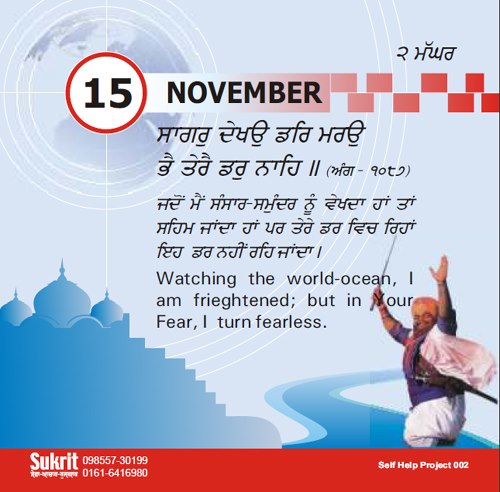 ੨ ਮੱਘਰ
15 NOVEMBER
ਸਾਗਰੁ ਦੇਖਉ ਡਰਿ ਮਰਉ
ਭੈ ਤੇਰੈ ਡਰੁ ਨਾਹਿ ॥ (ਅੰਗ - ੧੦੮੭)
ਜਦੋਂ ਮੈਂ ਸੰਸਾਰ-ਸਮੁੰਦਰ ਨੂੰ ਵੇਖਦਾ ਹਾਂ ਤਾਂ
ਸਹਿਮ ਜਾਂਦਾ ਹਾਂ ਪਰ ਤੇਰੇ ਡਰ ਵਿਚ ਰਿਹਾਂ
ਇਹ ਡਰ ਨਹੀਂ ਰਹਿ ਜਾਂਦਾ।
Watching the world-ocean, I
am frieghtened; but in Your
Fear, I turn fearless.
Sukrit 098557-30199
0161-6416980
Self Help Project 002